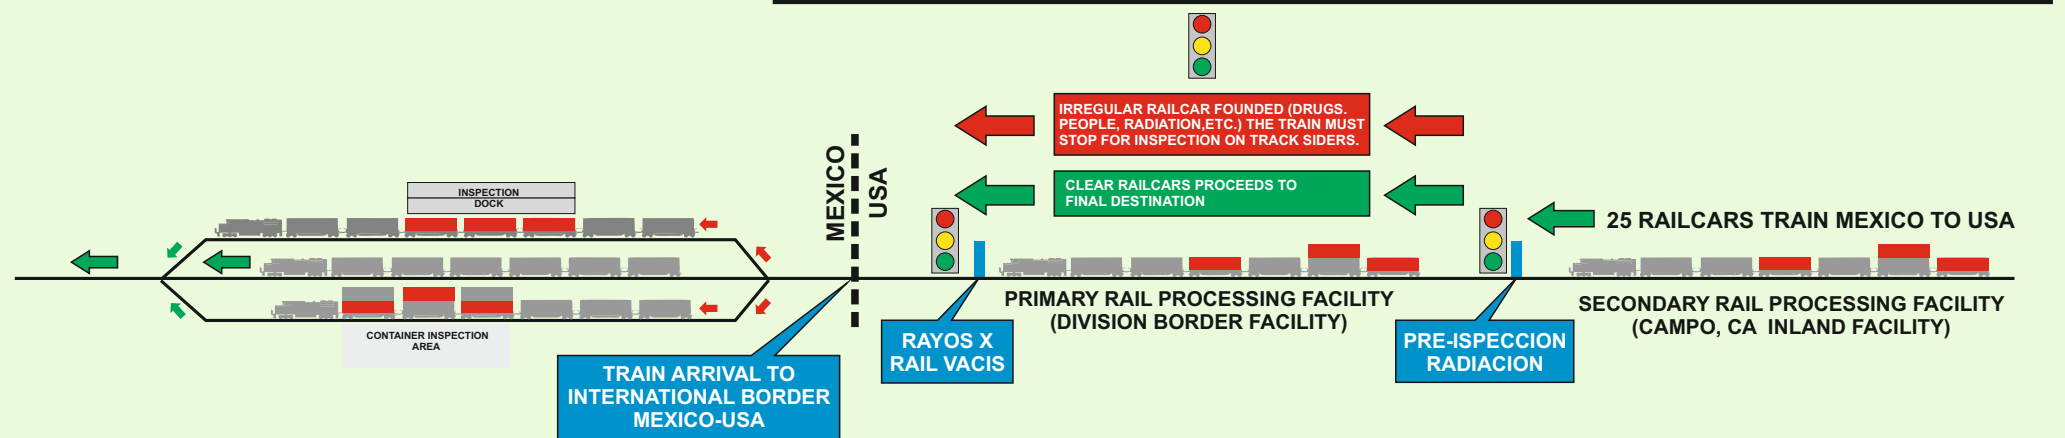 IRREGULAR RAILCAR FOUNDED (DRUGS.
PEOPLE, RADIATION,ETC.) THE TRAIN MUST
STOP FOR INSPECTION ON TRACK SIDERS.
CLEAR RAILCARS PROCEEDS TO
FINAL DESTINATION
INSPECTION
DOCK
MEXICO
USA
25 RAILCARS TRAIN MEXICO TO USA
PRIMARY RAIL PROCESSING FACILITY
(DIVISION BORDER FACILITY)
SECONDARY RAIL PROCESSING FACILITY
(CAMPO, CA INLAND FACILITY)
CONTAINER INSPECTION
AREA
RAYOS X
RAIL VACIS
PRE-ISPECCION
RADIACION
TRAIN ARRIVAL TO
INTERNATIONAL BORDER
MEXICO-USA